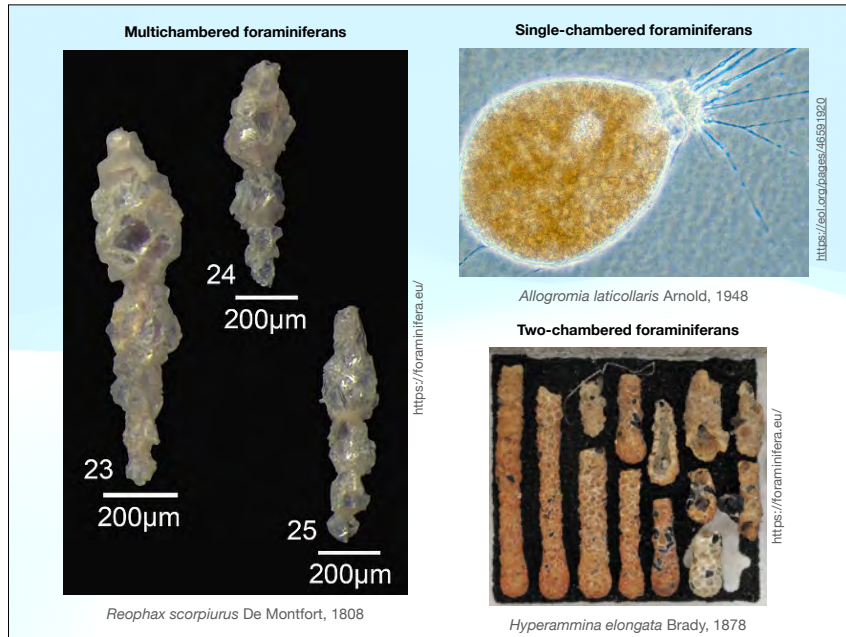 Multichambered foraminiferans
23
200µm
24
200µm
25
200µm
https://foraminifera.eu/
Reophax scorpiurus De Montfort, 1808
Single-chambered foraminiferans
https://eol.org/pages/46591920
Allogromia laticollaris Arnold, 1948
Two-chambered foraminiferans
https://foraminifera.eu/
Hyperammina elongata Brady, 1878